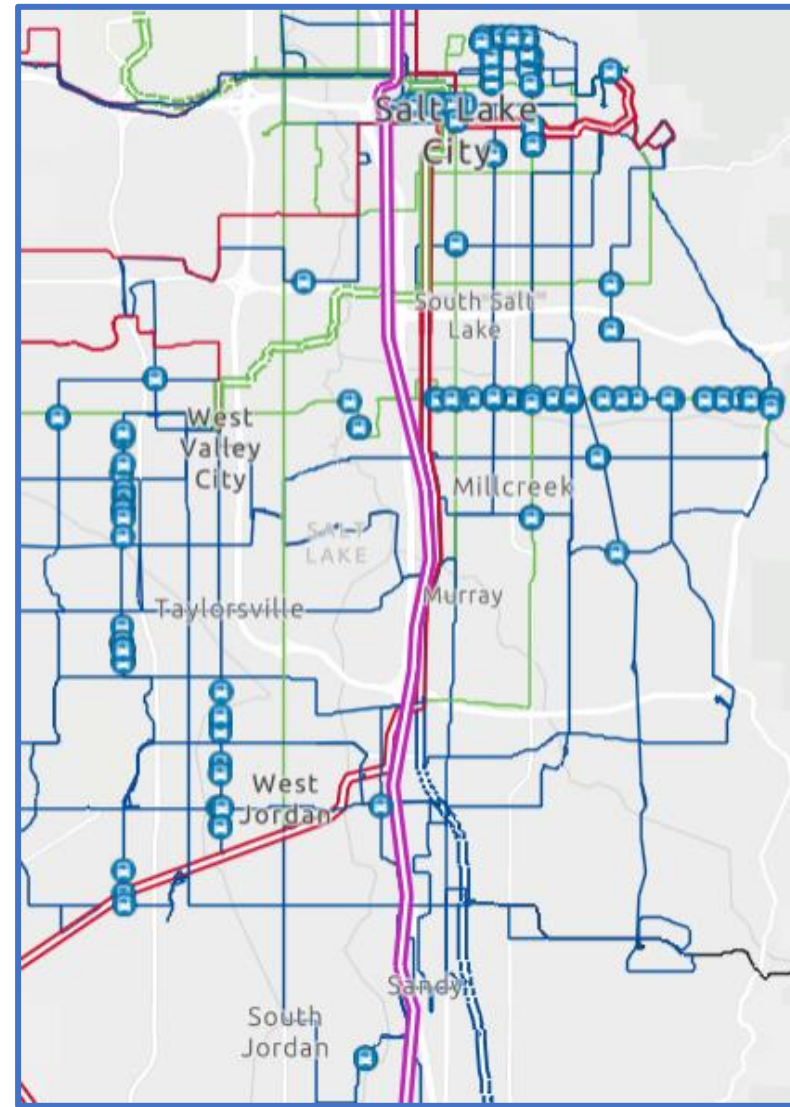 Salt Lake
City
South Salt
Lake
West
Valley
City
Millcreek
SALT
LAKE
Murray
Taylorsville
West
Jordan
Sandy
South
Jordan